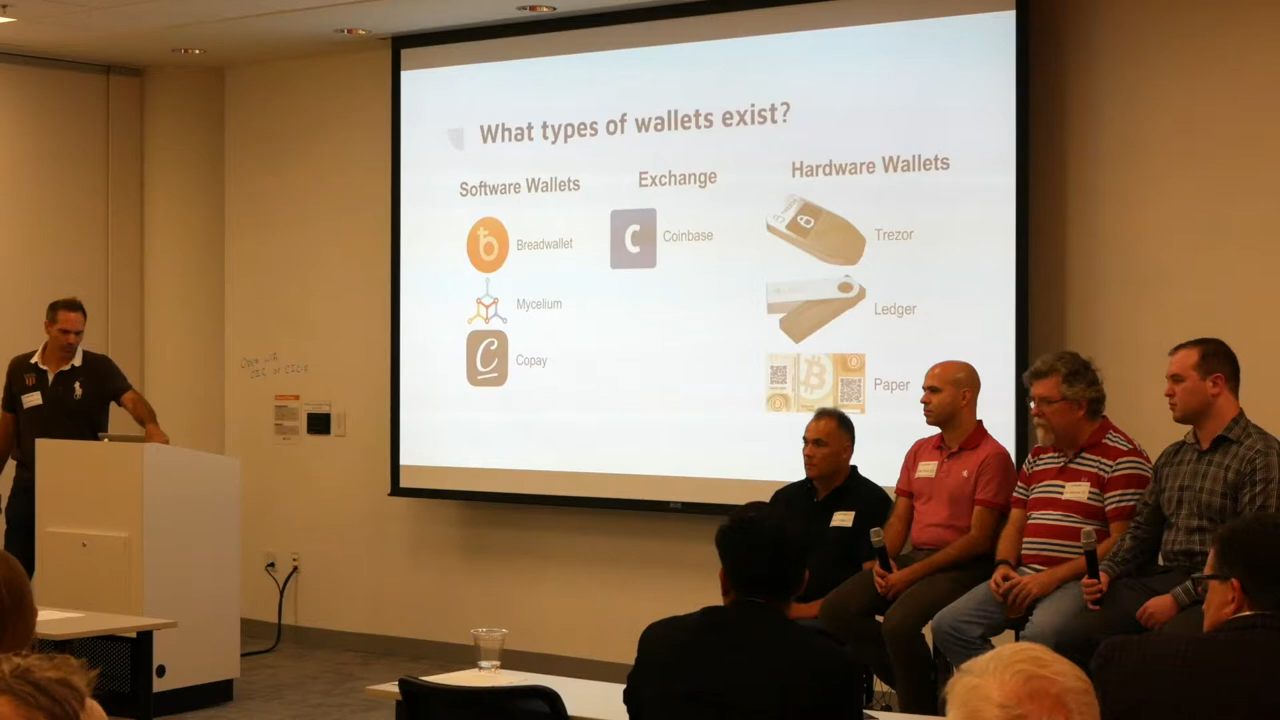 What types of wallets exist?
Software Wallets
Exchange
Hardware Wallets
Breadwallet
Coinbase
Trezor
Mycelium
Ledger
Copay
Paper